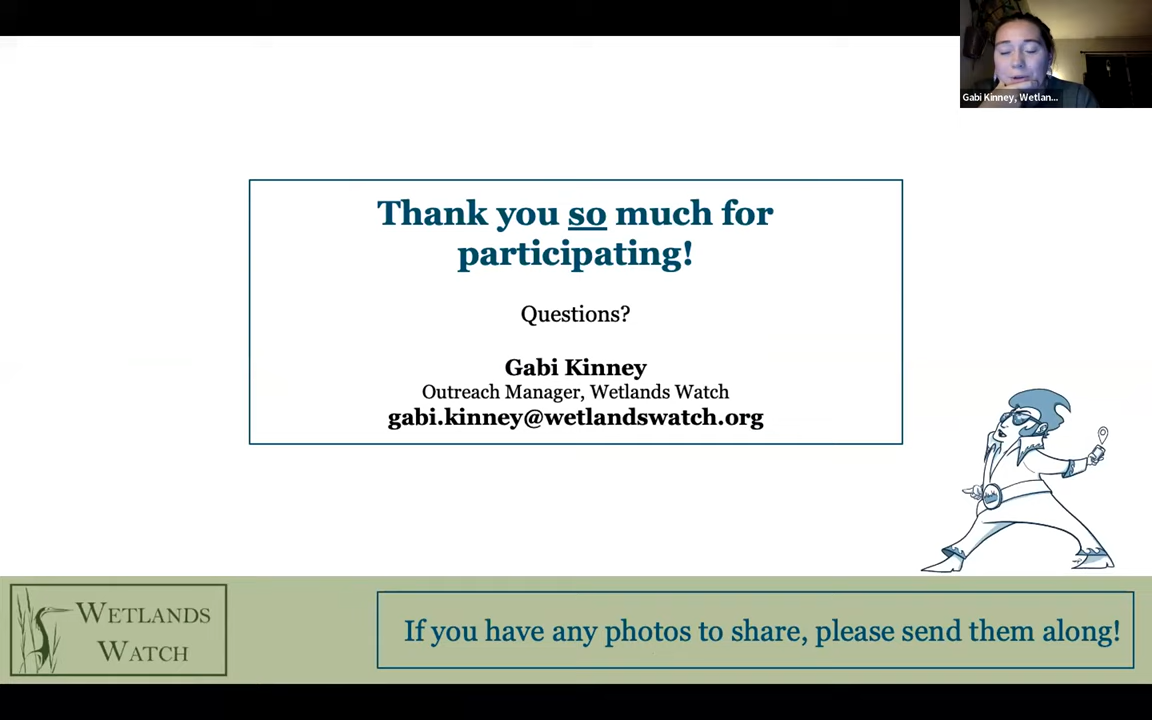 Gabi Kinney, Wetlan...
Thank you so much for
participating!
Questions?
Gabi Kinney
Outreach Manager, Wetlands Watch
gabi.kinney@wetlandswatch.org
WETLANDS
WATCH
If you have any photos to share, please send them along!